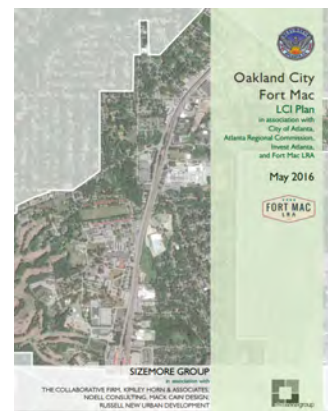 Oakland City
Fort Mac
LCI Plan
in association with
City of Atlanta,
Atlanta Regional Commission,
Invest Atlanta,
and Fort Mac LRA
May 2016
FORT MAC
LRA
SIZEMORE GROUP
in association with
THE COLLABORATIVE FIRM, KIMLEY HORN & ASSOCIATES,
NOELL CONSULTING, MACK CAIN DESIGN,
RUSSELL NEW URBAN DEVELOPMENT
sizemoregroup